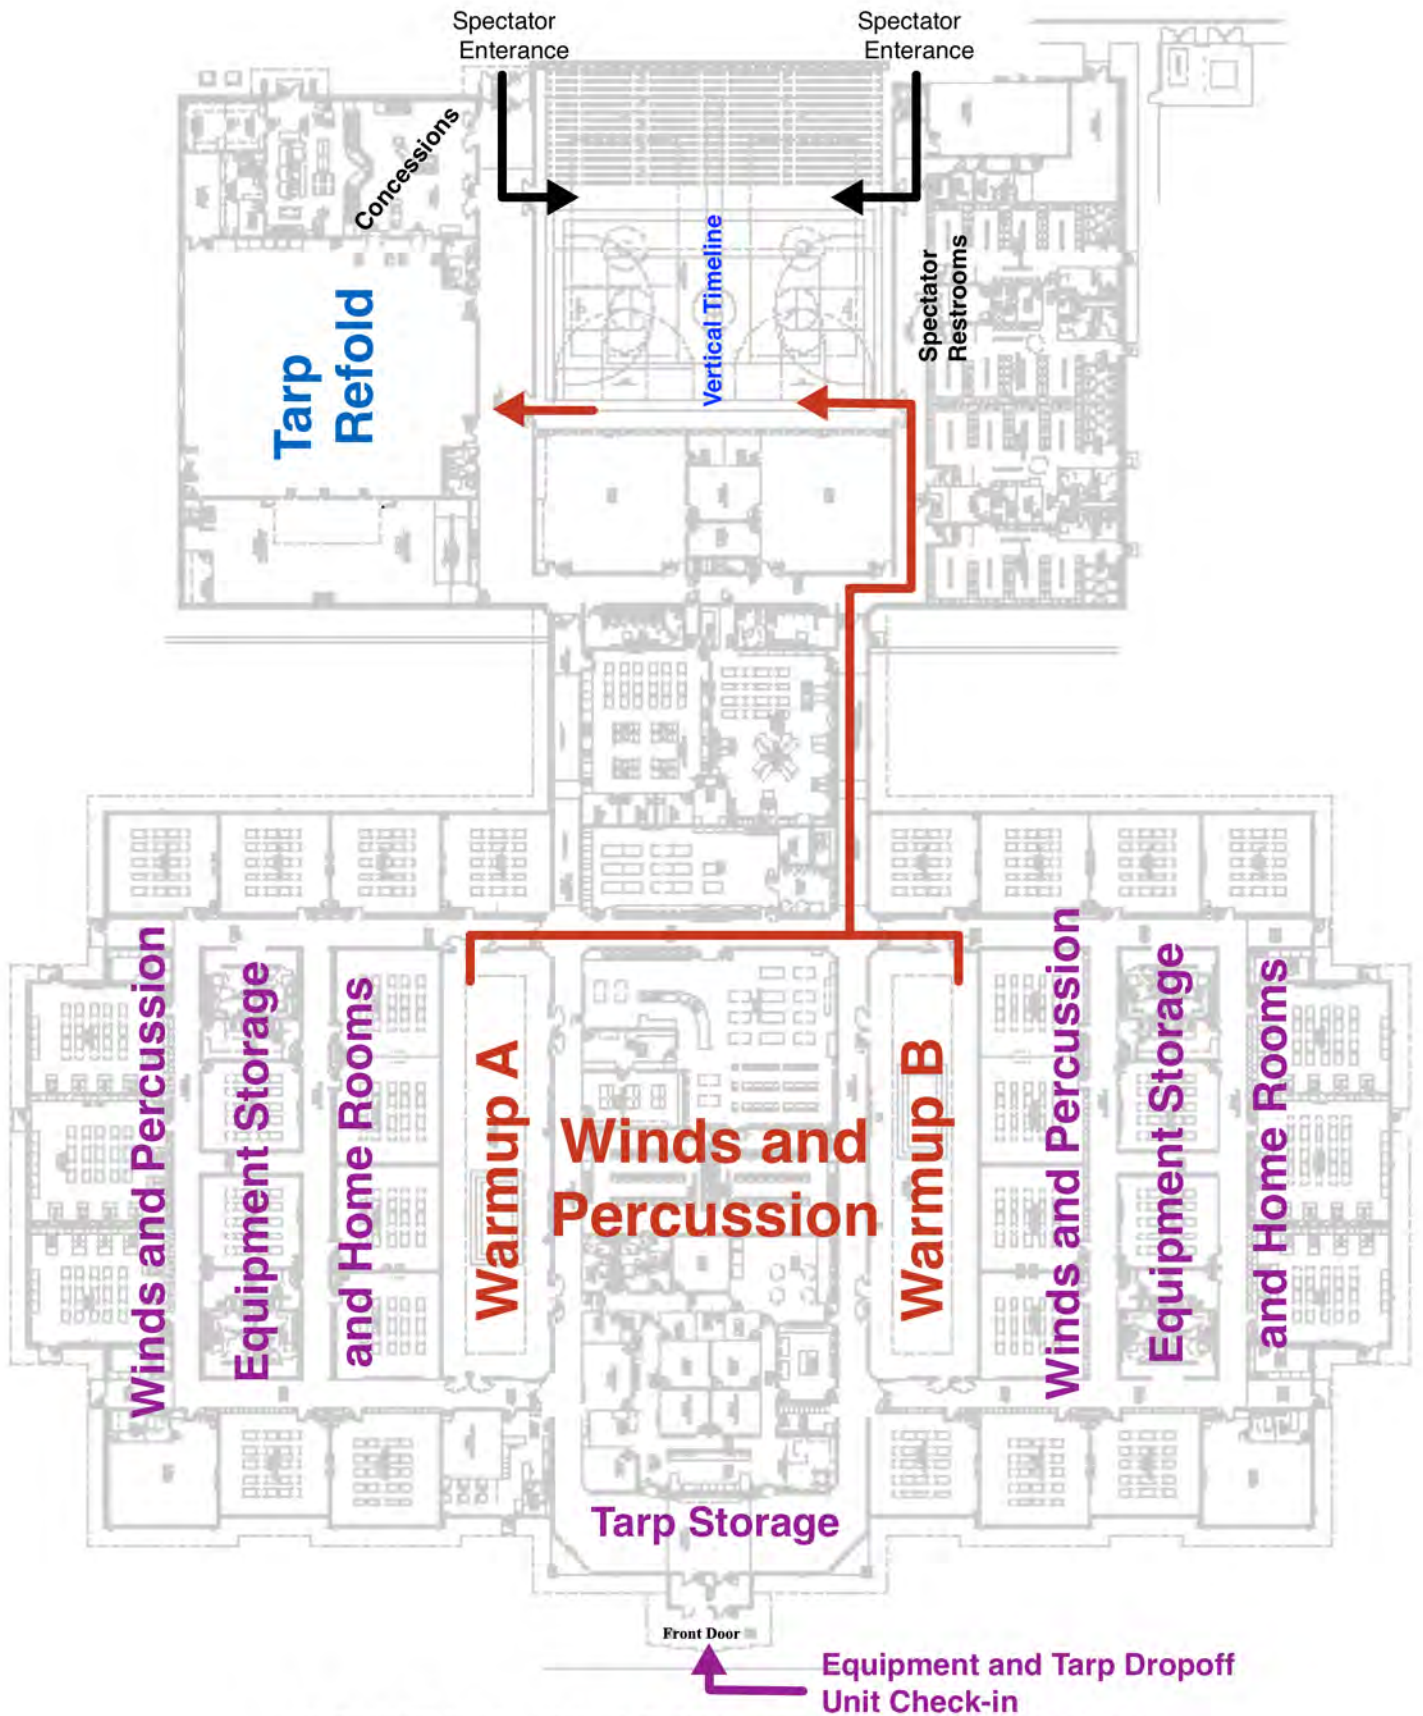 Spectator
Enterance
Spectator
Enterance
Concessions
Vertical Timeline
Spectator
Restrooms
Tarp
Refold
Winds and Percussion
Equipment Storage
and Home Rooms
Warmup A
Winds and
Percussion
Warmup B
Winds and Percussion
Equipment Storage
and Home Rooms
Tarp Storage
Front Door
Equipment and Tarp Dropoff
Unit Check-in